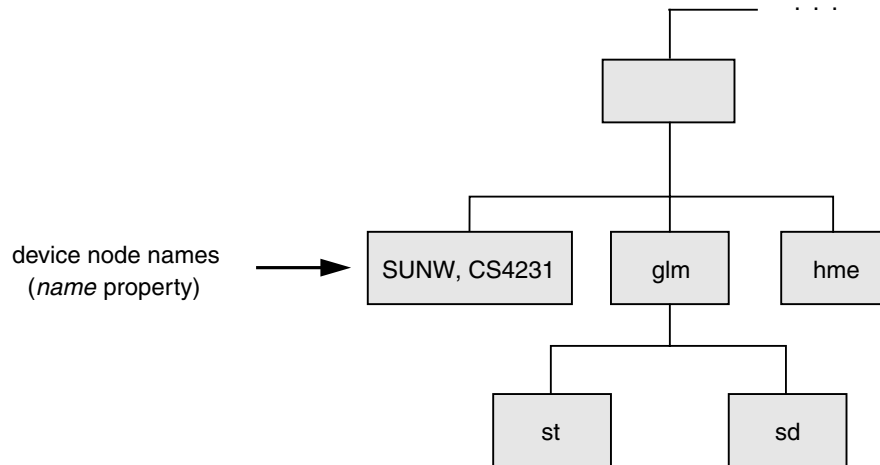 . . .
device node names
(name property)
SUNW, CS4231
glm
hme
st
sd